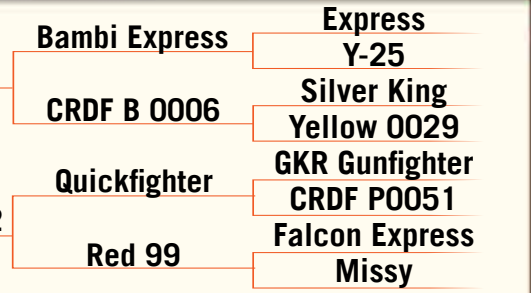 Express
Bambi Express
Y-25
Silver King
CRDF B 0006
Yellow 0029
GKR Gunfighter
Quickfighter
CRDF P0051
Falcon Express
Red 99
Missy